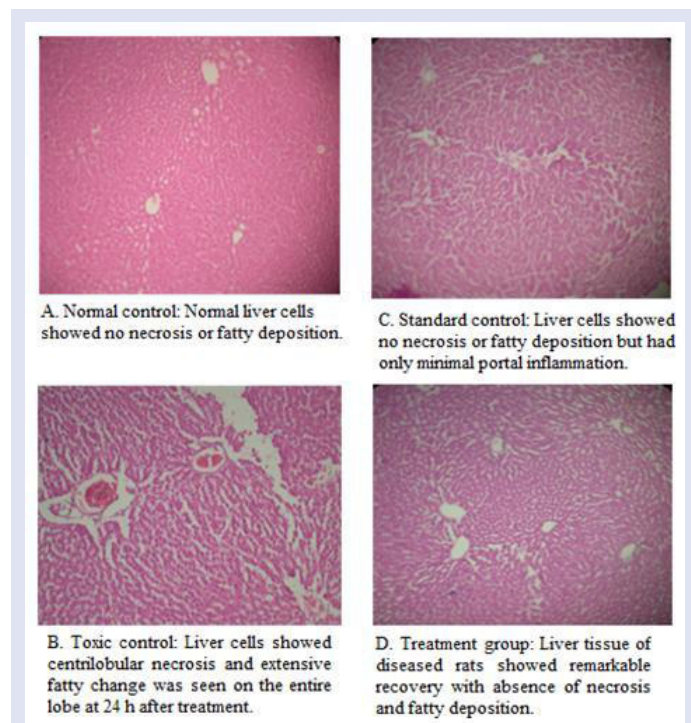 A. Normal control: Normal liver cells
showed no necrosis or fatty deposition.
C. Standard control: Liver cells showed
no necrosis or fatty deposition but had
only minimal portal inflammation.
B. Toxic control: Liver cells showed
centrilobular necrosis and extensive
fatty change was seen on the entire
lobe at 24 h after treatment.
D. Treatment group: Liver tissue of
diseased rats showed remarkable
recovery with absence of necrosis
and fatty deposition.